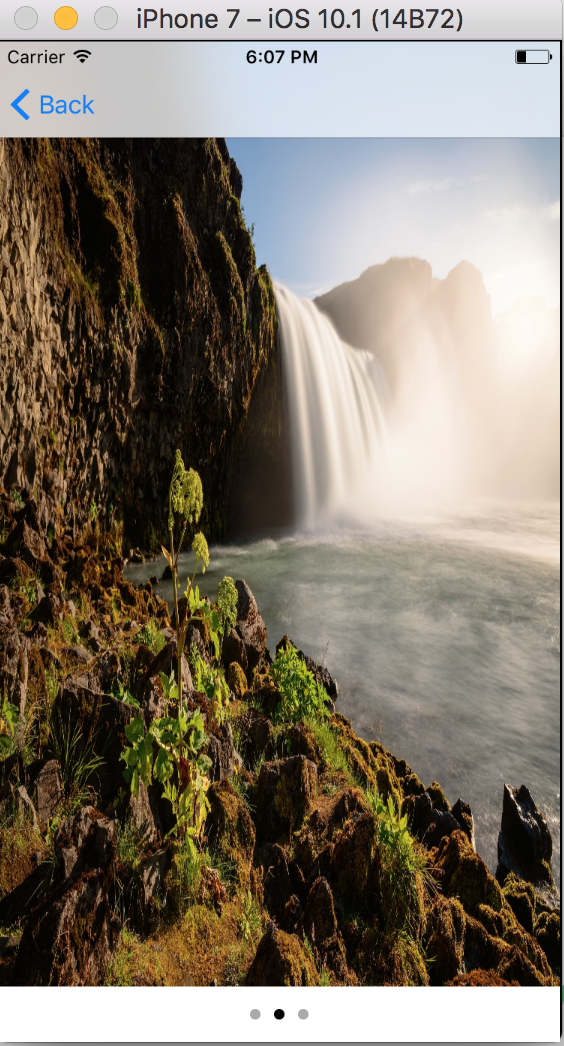 iPhone 7 – iOS 10.1 (14B72)
Carrier 6:07 PM
Back